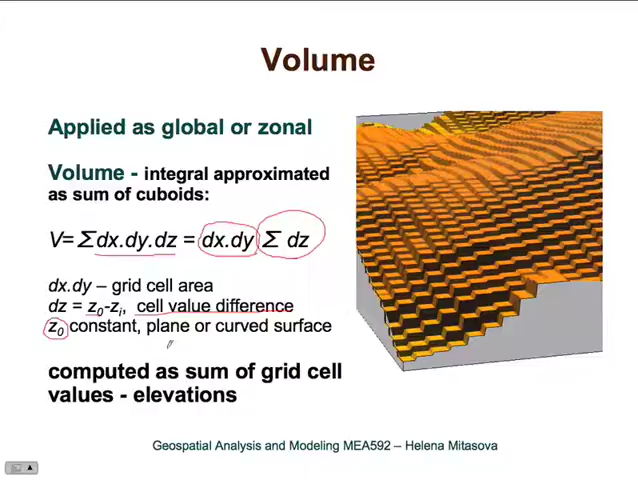 Volume
Applied as global or zonal
Volume - integral approximated
as sum of cuboids:
V= Σdx.dy.dz = dx.dy Σ dz
dx.dy – grid cell area
dz = z0-zi, cell value difference
z0 constant, plane or curved surface
computed as sum of grid cell
values - elevations
Geospatial Analysis and Modeling MEA592 – Helena Mitasova